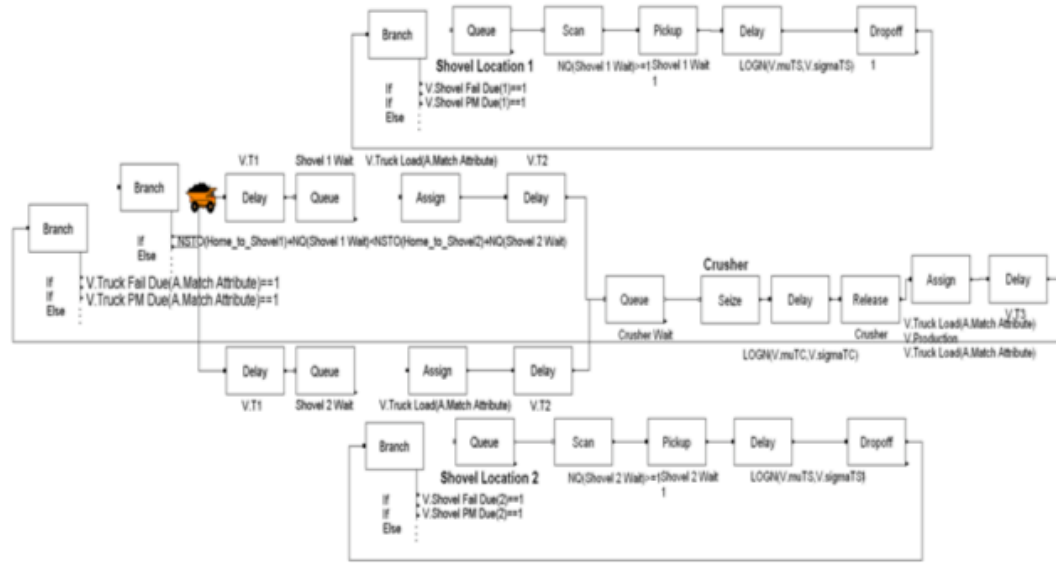 Branch
Queue
Scan
Pickup
Delay
Dropoff
Shovel Location 1
NQ(Shovel 1 Wait)>=1
Shovel 1 Wait
1
LOGN(V.muTS,V.sigmaTS)
1
If
V.Shovel Fail Due(1)==1
If
V.Shovel PM Due(1)==1
Else
V.T1
Shovel 1 Wait
V.Truck Load(A.Match Attribute)
V.T2
Branch
Delay
Queue
Assign
Delay
If
NSTO(Home_to_Shovel1)+NQ(Shovel 1 Wait)<NSTO(Home_to_Shovel2)+NQ(Shovel 2 Wait)
Else
Branch
If
V.Truck Fail Due(A.Match Attribute)==1
If
V.Truck PM Due(A.Match Attribute)==1
Else
Crusher
Queue
Seize
Delay
Release
Assign
Delay
Crusher Wait
LOGN(V.muTC,V.sigmaTC)
Crusher
V.Truck Load(A.Match Attribute)
V.Production
V.Truck Load(A.Match Attribute)
V.T3
Delay
Queue
Assign
Delay
V.T1
Shovel 2 Wait
V.Truck Load(A.Match Attribute)
V.T2
Branch
Queue
Scan
Pickup
Delay
Dropoff
Shovel Location 2
NQ(Shovel 2 Wait)>=1
Shovel 2 Wait
1
LOGN(V.muTS,V.sigmaTS)
1
If
V.Shovel Fail Due(2)==1
If
V.Shovel PM Due(2)==1
Else